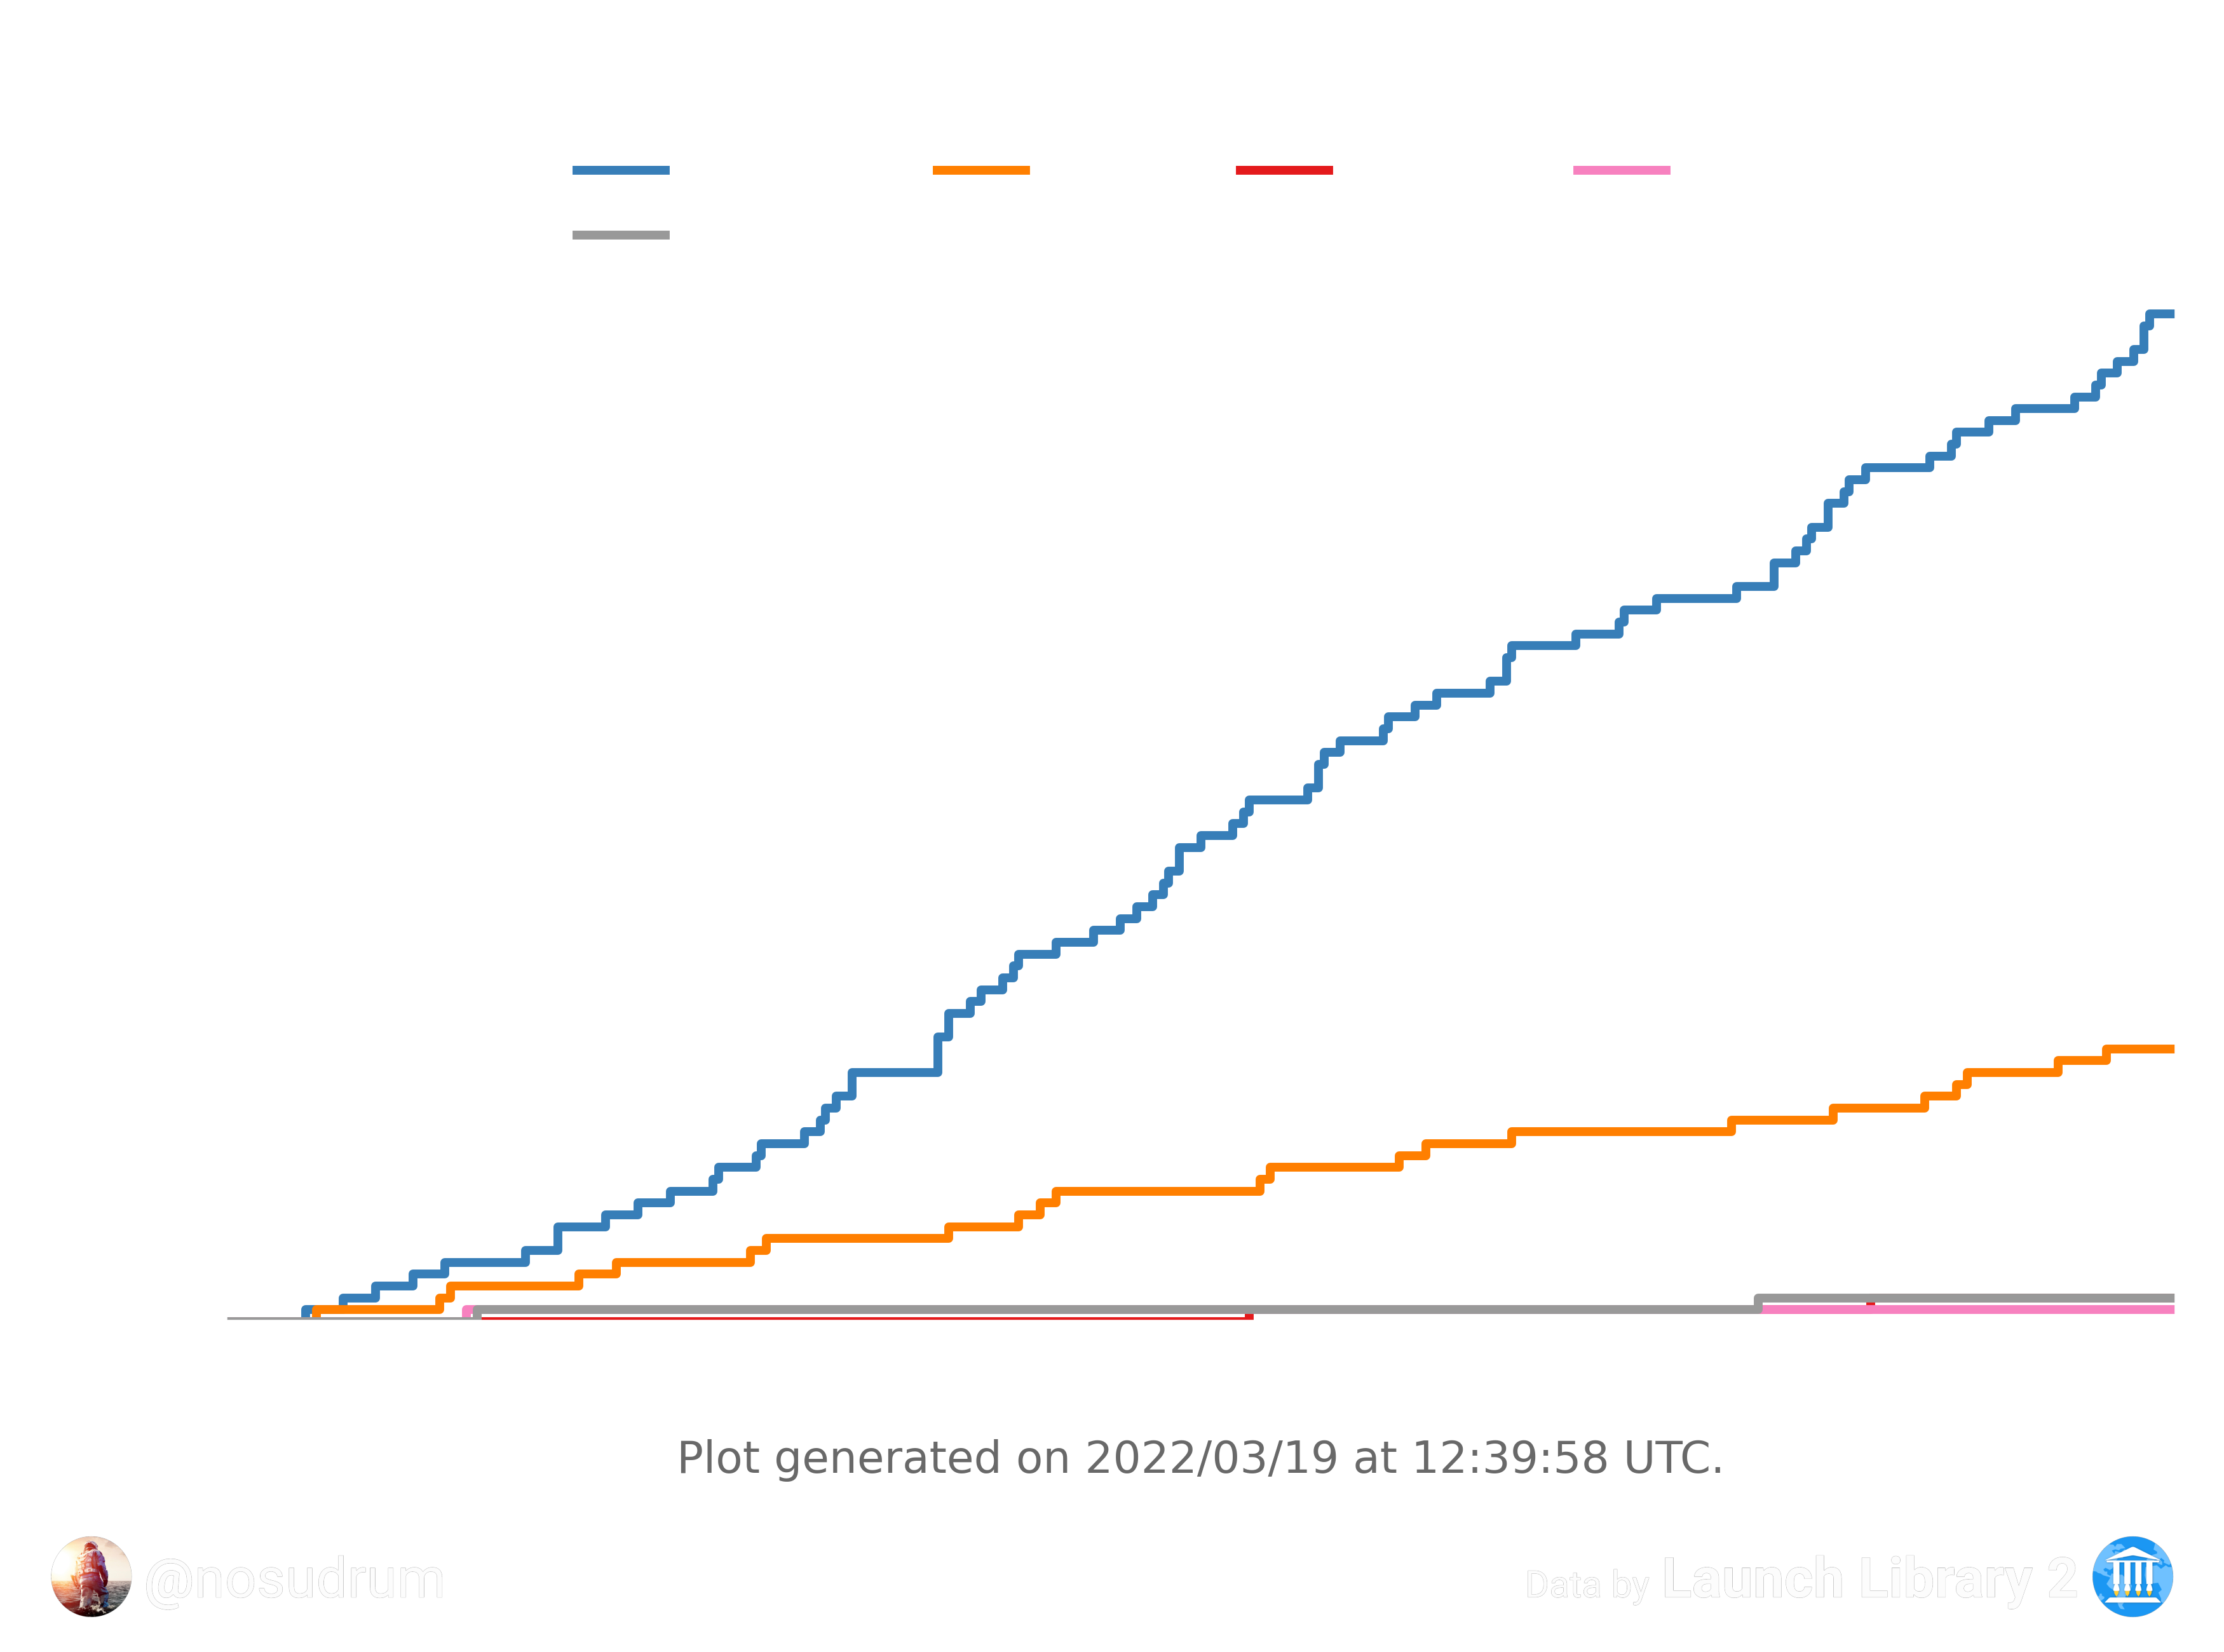 Plot generated on 2022/03/19 at 12:39:58 UTC.
@nosudrum
Data by Launch Library 2